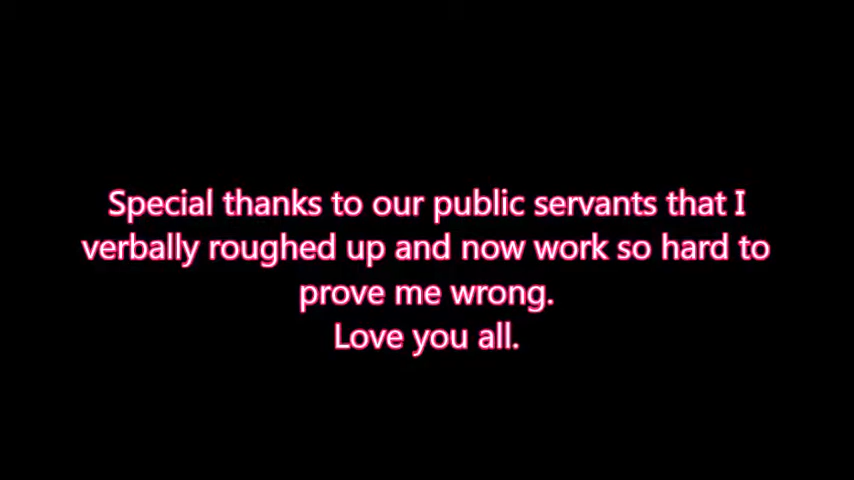 Special thanks to our public servants that I
verbally roughed up and now work so hard to
prove me wrong.
Love you all.